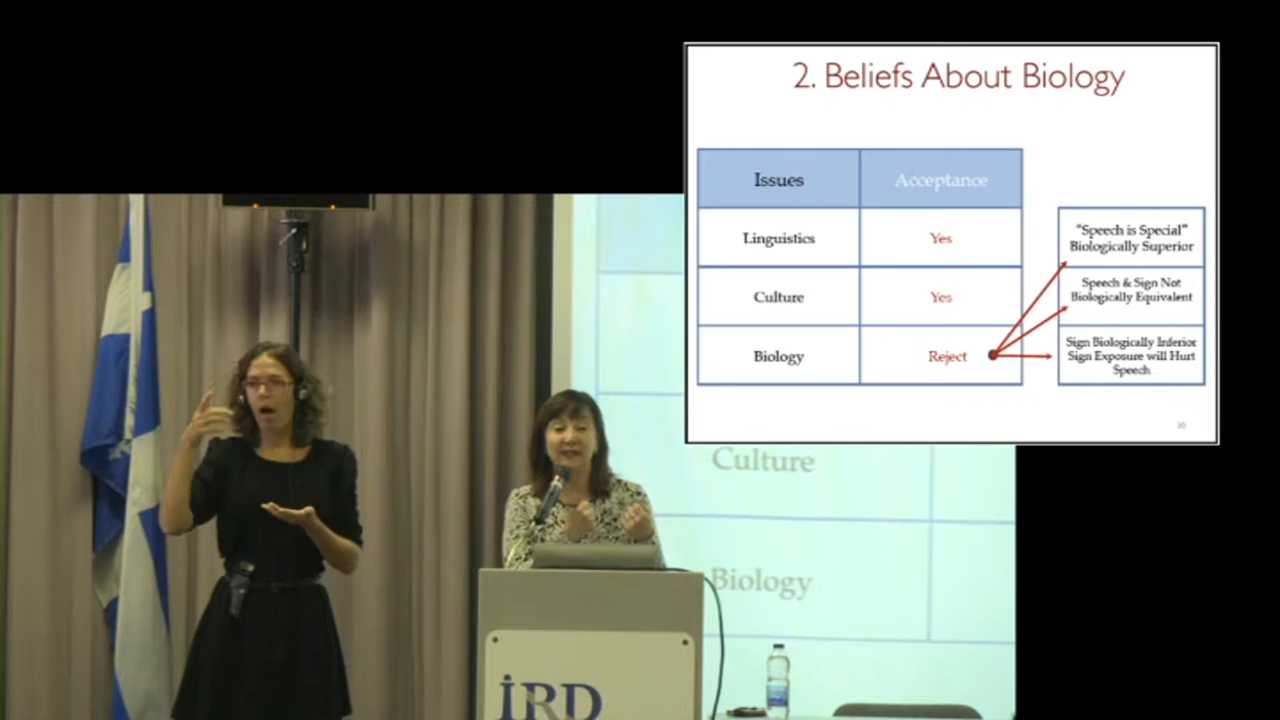 2. Beliefs About Biology
Issues
Acceptance
Linguistics
Yes
Culture
Yes
Biology
Reject
"Speech is Special"
Biologically Superior
Speech & Sign Not
Biologically Equivalent
Sign Biologically Inferior
Sign Exposure will Hurt
Speech
Culture
Biology
İRD